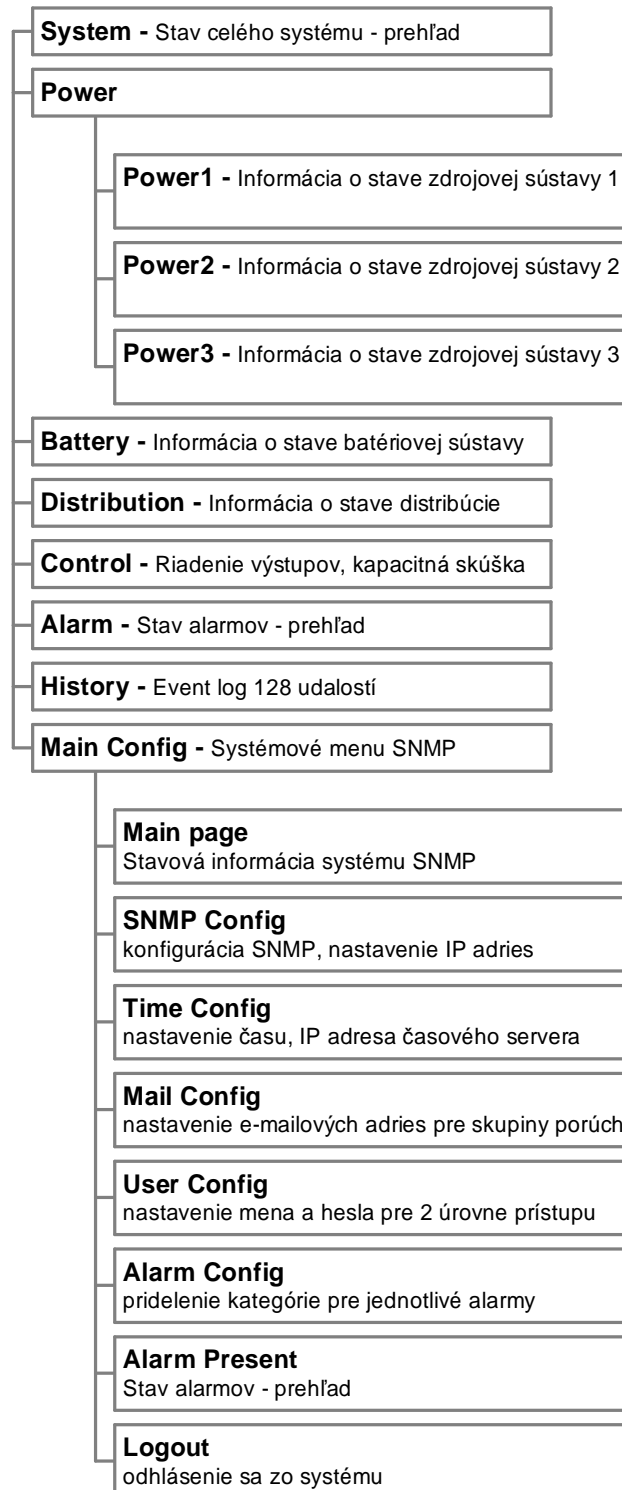 System - Stav celého systému - prehľad
Power
Power1 - Informácia o stave zdrojovej sústavy 1
Power2 - Informácia o stave zdrojovej sústavy 2
Power3 - Informácia o stave zdrojovej sústavy 3
Battery - Informácia o stave batériovej sústavy
Distribution - Informácia o stave distribúcie
Control - Riadenie výstupov, kapacitná skúška
Alarm - Stav alarmov - prehľad
History - Event log 128 udalostí
Main Config - Systémové menu SNMP
Main page
Stavová informácia systému SNMP
SNMP Config
konfigurácia SNMP, nastavenie IP adries
Time Config
nastavenie času, IP adresa časového servera
Mail Config
nastavenie e-mailových adries pre skupiny porúch
User Config
nastavenie mena a hesla pre 2 úrovne prístupu
Alarm Config
pridelenie kategórie pre jednotlivé alarmy
Alarm Present
Stav alarmov - prehľad
Logout
odhlásenie sa zo systému